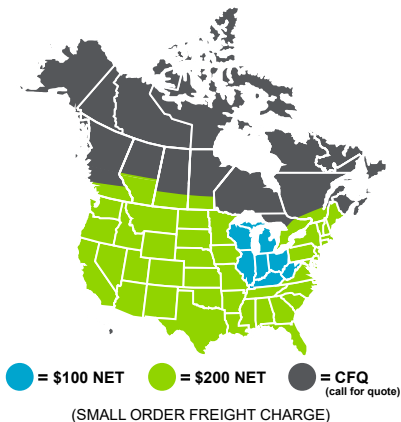 = $100 NET = $200 NET = CFQ
(call for quote)
(SMALL ORDER FREIGHT CHARGE)